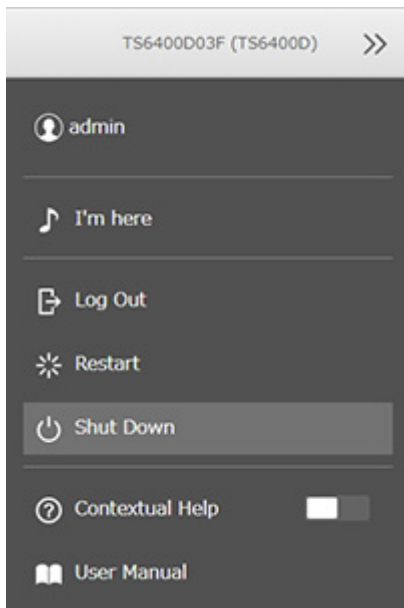 TS6400D03F (TS6400D)
admin
I'm here
Log Out
Restart
Shut Down
Contextual Help
User Manual